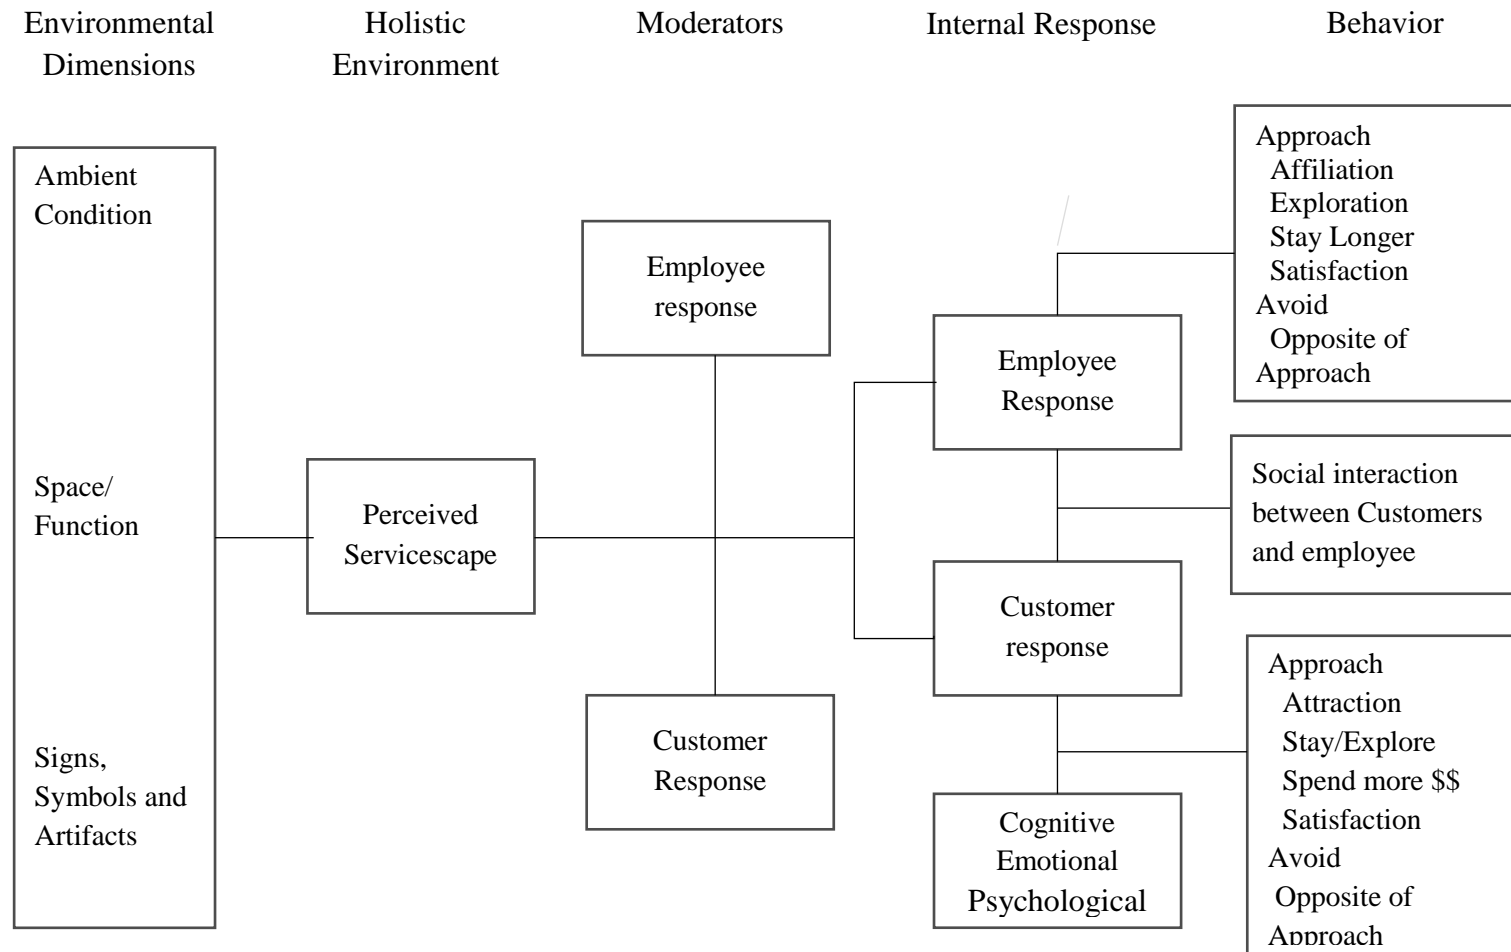 Environmental
Dimensions
Holistic
Environment
Moderators
Internal Response
Behavior
Ambient
Condition
Space/
Function
Signs,
Symbols and
Artifacts
Perceived
Servicescape
Employee
response
Customer
Response
Employee
Response
Customer
response
Cognitive
Emotional
Psychological
Approach
Affiliation
Exploration
Stay Longer
Satisfaction
Avoid
Opposite of
Approach
Social interaction
between Customers
and employee
Approach
Attraction
Stay/Explore
Spend more $$
Satisfaction
Avoid
Opposite of
Approach